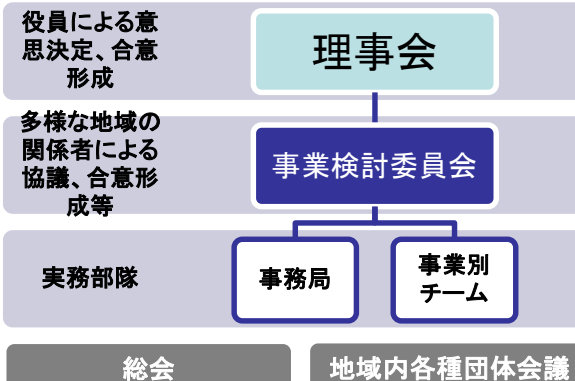 役員による意
思決定、合意
形成
理事会
多様な地域の
関係者による
協議、合意形
成等
事業検討委員会
実務部隊
事務局
事業別
チーム
総会
地域内各種団体会議